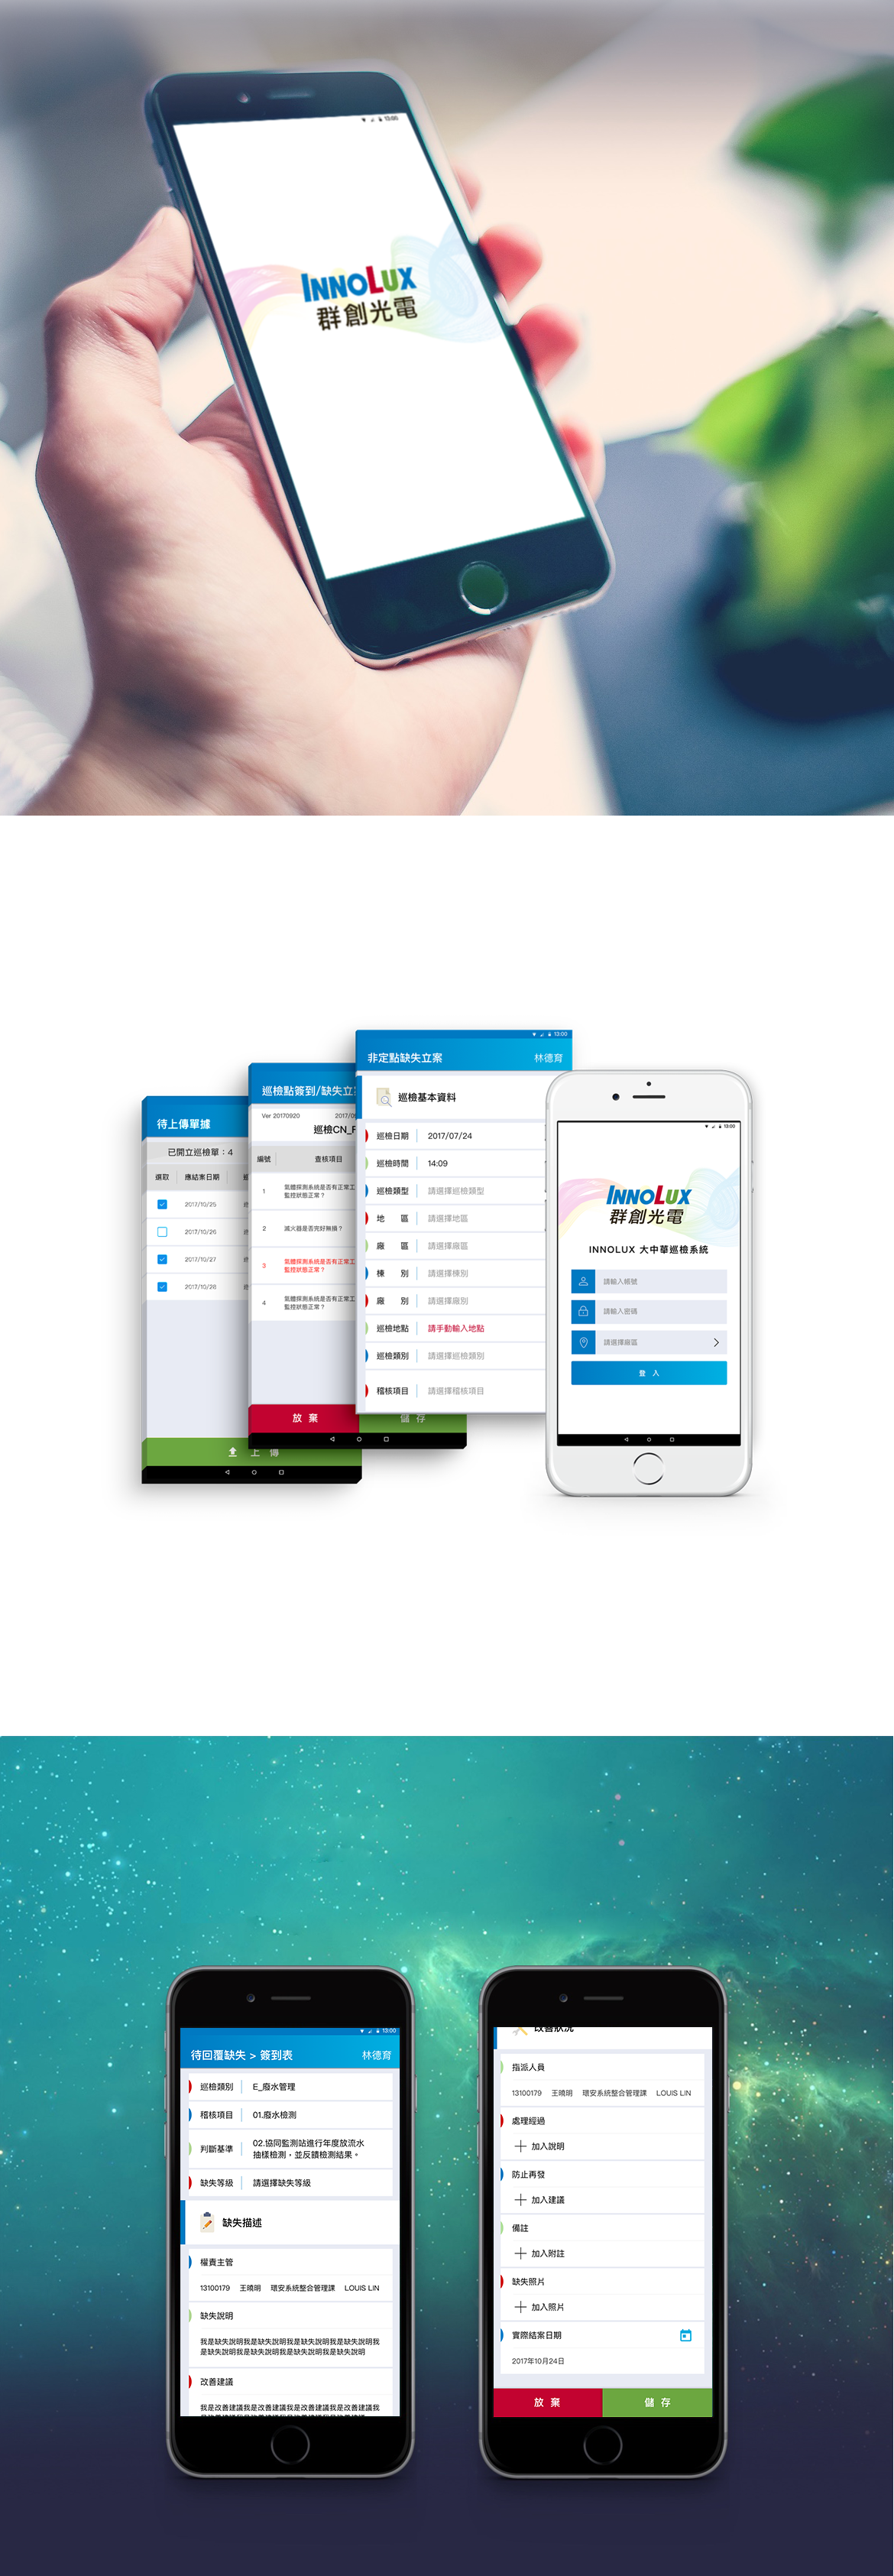 13:00
INNOLUX
群創光電
待上傳單據
已開立巡檢單：4
選取 應結案日期
2017/10/25
2017/10/26
2017/10/27
2017/10/28
上 傳
巡檢點簽到/缺失立
Ver 20170920 2017/0
巡檢CN_F
編號 查核項目
1 氣體探測系統是否有正常工
監控狀態正常？
2 滅火器是否完好無損？
3 氣體探測系統是否有正常工
監控狀態正常？
4 氣體探測系統是否有正常工
監控狀態正常？
放 棄 儲 存
13:00
非定點缺失立案 林德育
巡檢基本資料
巡檢日期 2017/07/24
巡檢時間 14:09
巡檢類型 請選擇巡檢類型
地 區 請選擇地區
廠 區 請選擇廠區
棟 別 請選擇棟別
廠 別 請選擇廠別
巡檢地點 請手動輸入地點
巡檢類別 請選擇巡檢類別
稽核項目 請選擇稽核項目
13:00
INNOLUX
群創光電
INNOLUX 大中華巡檢系統
請輸入帳號
請輸入密碼
請選擇廠區
登 入
13:00
待回覆缺失 > 簽到表 林德育
巡檢類別 E_廢水管理
稽核項目 01.廢水檢測
判斷基準 02.協同監測站進行年度放流水
抽樣檢測，並反饋檢測結果。
缺失等級 請選擇缺失等級
缺失描述
權責主管
13100179 王曉明 環安系統整合管理課 LOUIS LIN
缺失說明
我是缺失說明我是缺失說明我是缺失說明我是缺失說明我
是缺失說明我是缺失說明我是缺失說明我是缺失說明
改善建議
我是改善建議我是改善建議我是改善建議我是改善建議我
改善狀況
指派人員
13100179 王曉明 環安系統整合管理課 LOUIS LIN
處理經過
加入說明
防止再發
加入建議
備註
加入附註
缺失照片
加入照片
實際結案日期
2017年10月24日
放 棄 儲 存